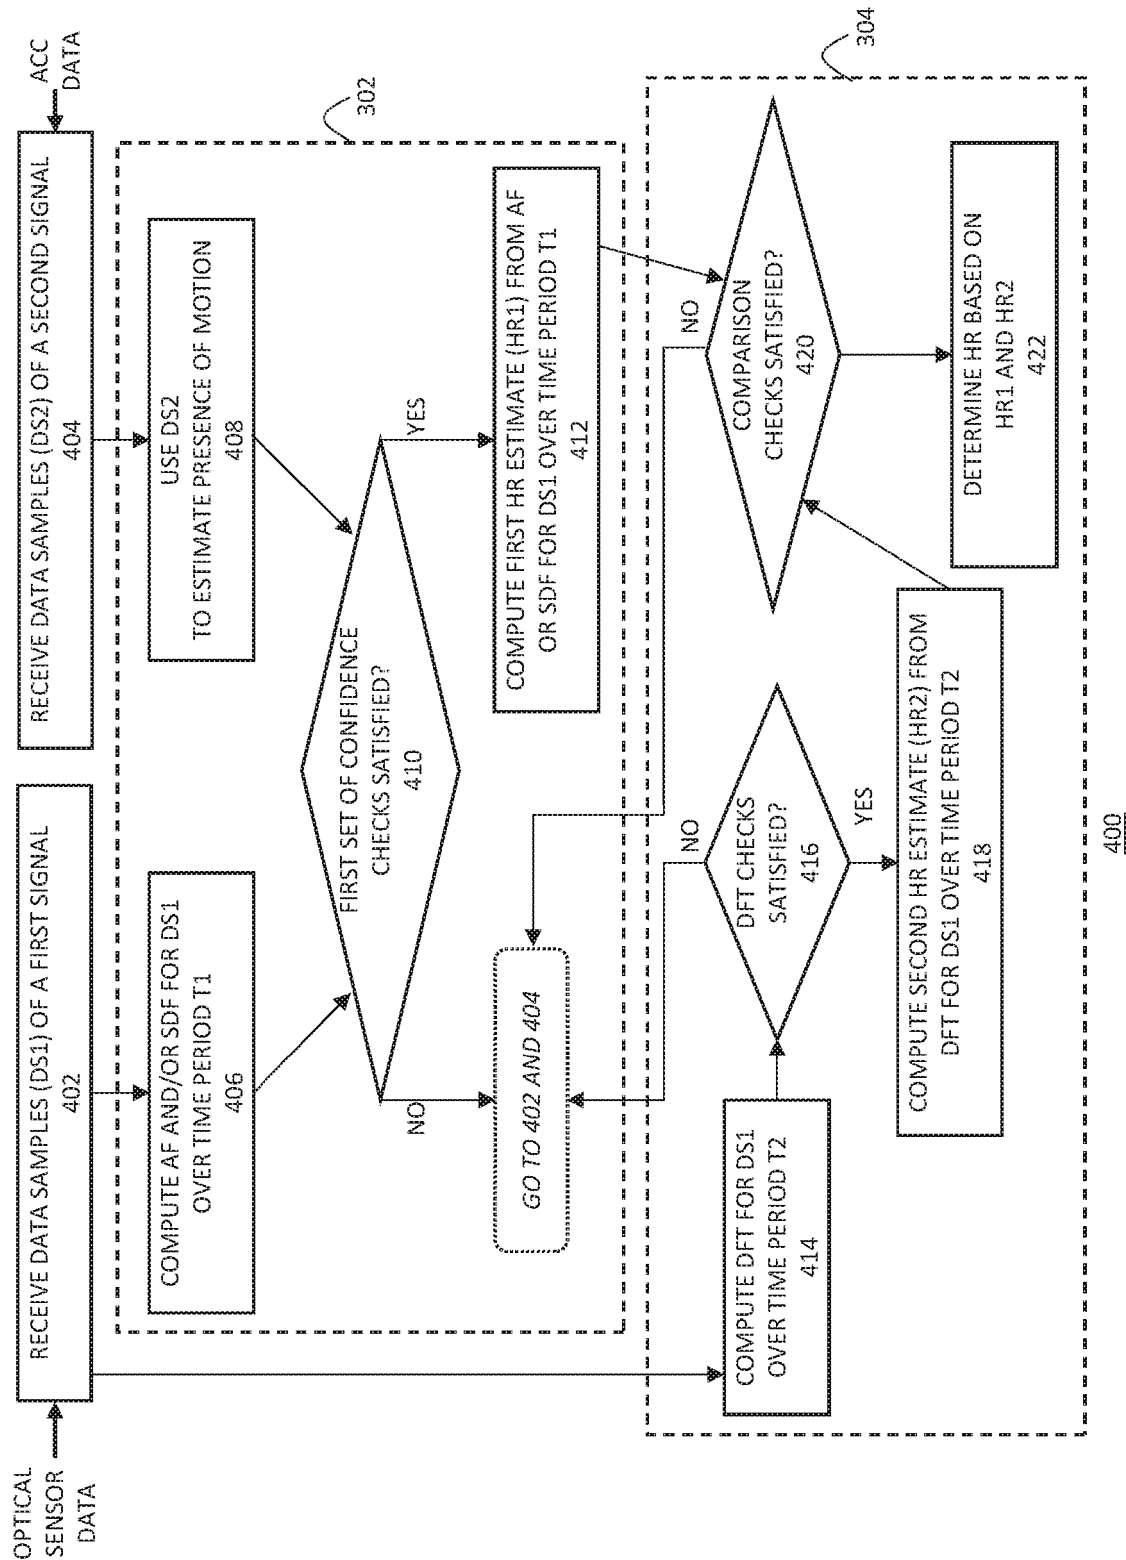 OPTICAL
SENSOR
DATA
RECEIVE DATA SAMPLES (DS1) OF A FIRST SIGNAL
402
RECEIVE DATA SAMPLES (DS2) OF A SECOND SIGNAL
404
ACC
DATA
302
COMPUTE AF AND/OR SDF FOR DS1
OVER TIME PERIOD T1
406
USE DS2
TO ESTIMATE PRESENCE OF MOTION
408
FIRST SET OF CONFIDENCE
CHECKS SATISFIED?
410
NO
YES
GO TO 402 AND 404
COMPUTE FIRST HR ESTIMATE (HR1) FROM AF
OR SDF FOR DS1 OVER TIME PERIOD T1
412
304
COMPUTE DFT FOR DS1
OVER TIME PERIOD T2
414
NO
DFT CHECKS
SATISFIED?
416
YES
NO
COMPARISON
CHECKS SATISFIED?
420
COMPUTE SECOND HR ESTIMATE (HR2) FROM
DFT FOR DS1 OVER TIME PERIOD T2
418
DETERMINE HR BASED ON
HR1 AND HR2
422
400